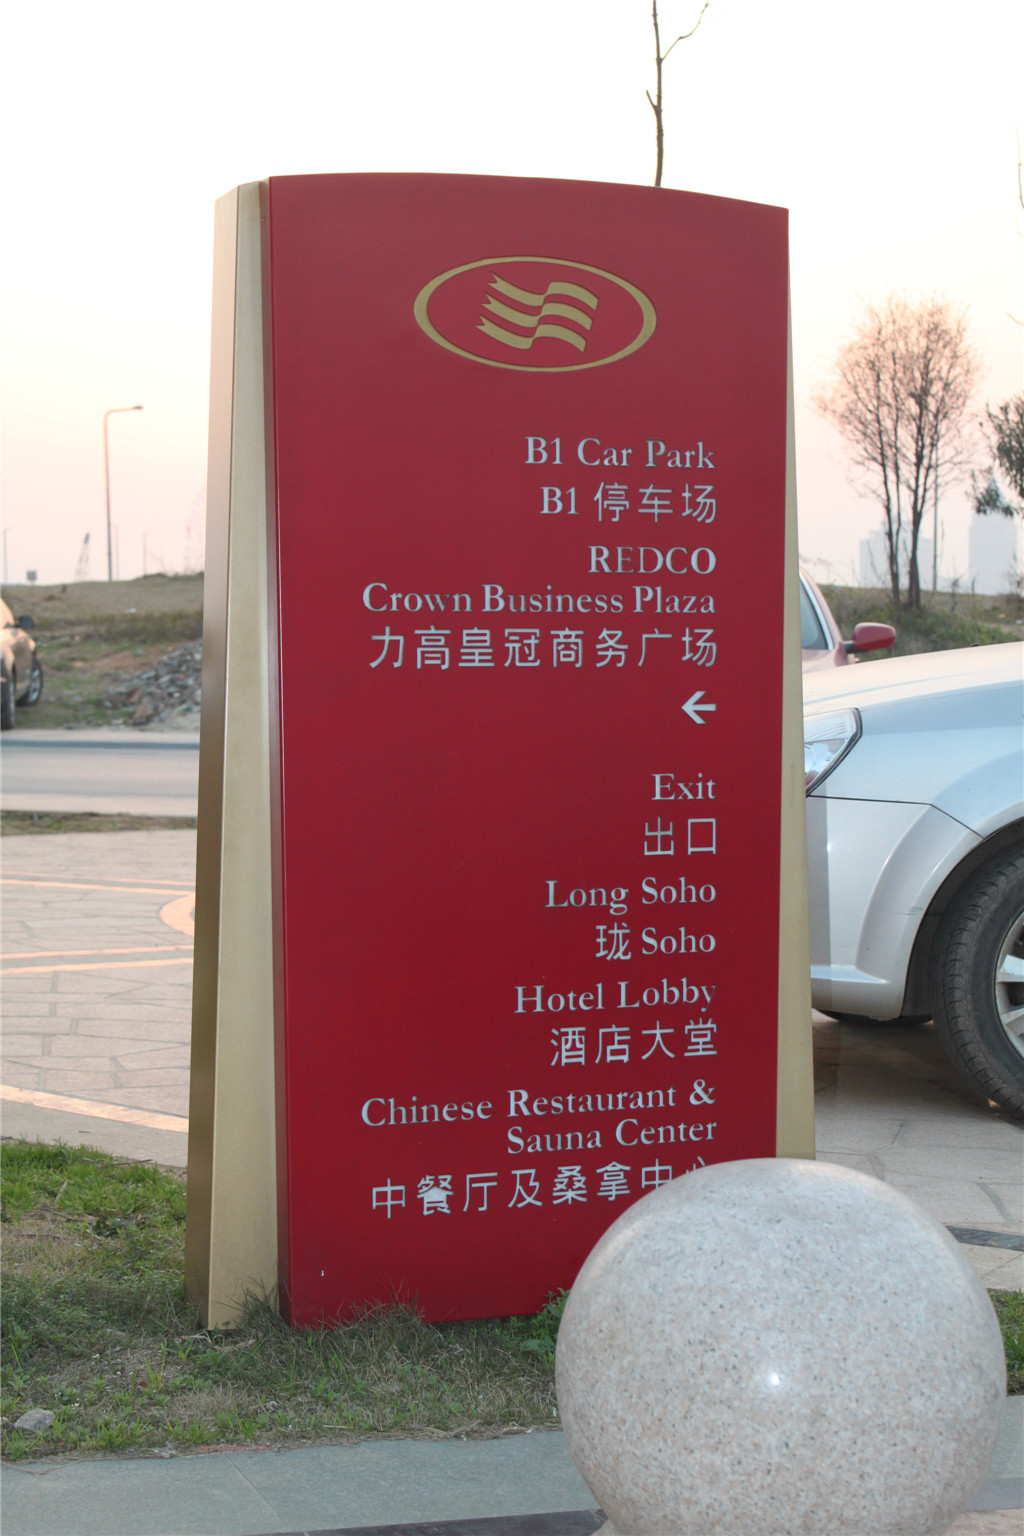 B1 Car Park
B1 停车场
REDCO
Crown Business Plaza
力高皇冠商务广场
←
Exit
出口
Long Soho
珑 Soho
Hotel Lobby
酒店大堂
Chinese Restaurant &
Sauna Center
中餐厅及桑拿中心